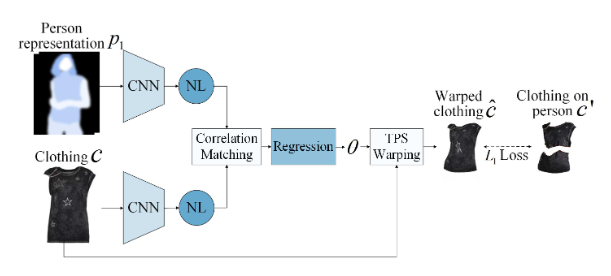 Person
representation p₁
CNN
NL
Clothing c
CNN
NL
Correlation
Matching
Regression
θ
TPS
Warping
Warped
clothing ĉ
L₁ Loss
Clothing on
person c'